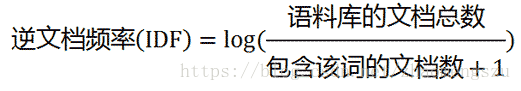 语料库的文档总数
逆文档频率(IDF) = log(————)
包含该词的文档数 + 1